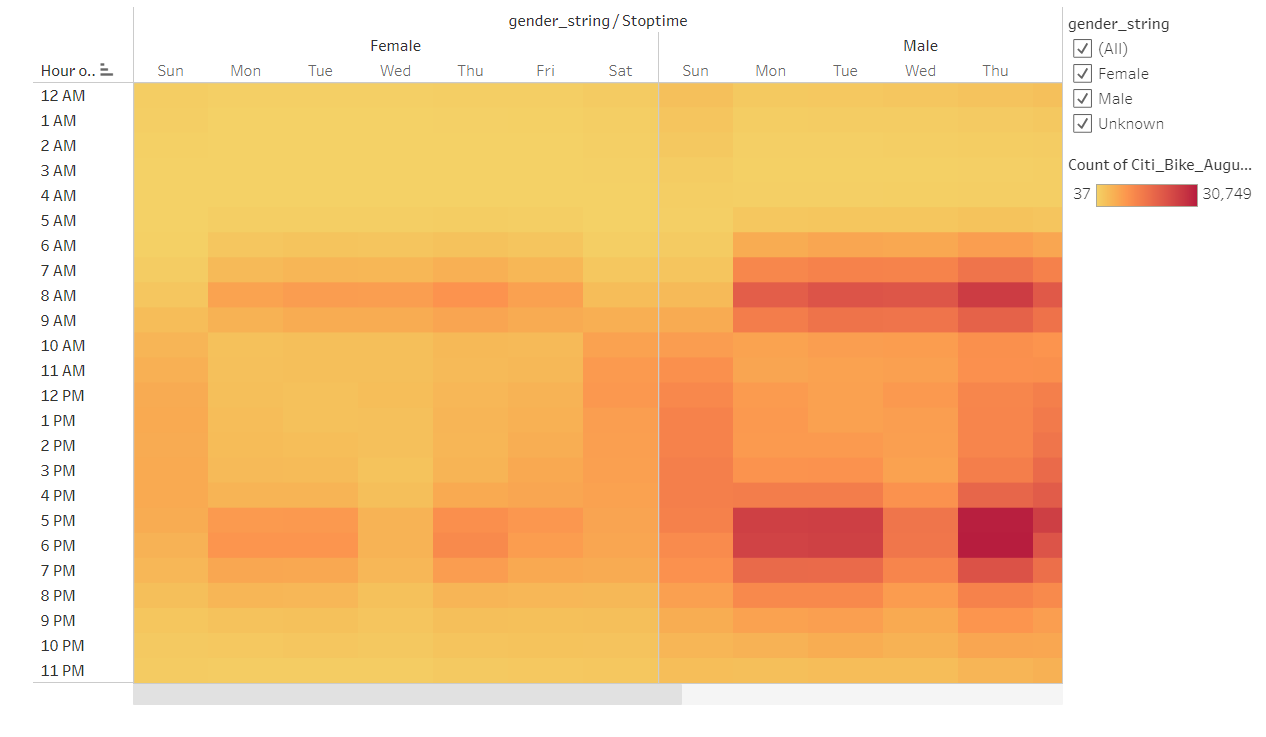 gender_string / Stoptime
Female Male
Hour o.. Sun Mon Tue Wed Thu Fri Sat Sun Mon Tue Wed Thu
12 AM
1 AM
2 AM
3 AM
4 AM
5 AM
6 AM
7 AM
8 AM
9 AM
10 AM
11 AM
12 PM
1 PM
2 PM
3 PM
4 PM
5 PM
6 PM
7 PM
8 PM
9 PM
10 PM
11 PM
gender_string
(All)
Female
Male
Unknown
Count of Citi_Bike_Augu...
37 30,749